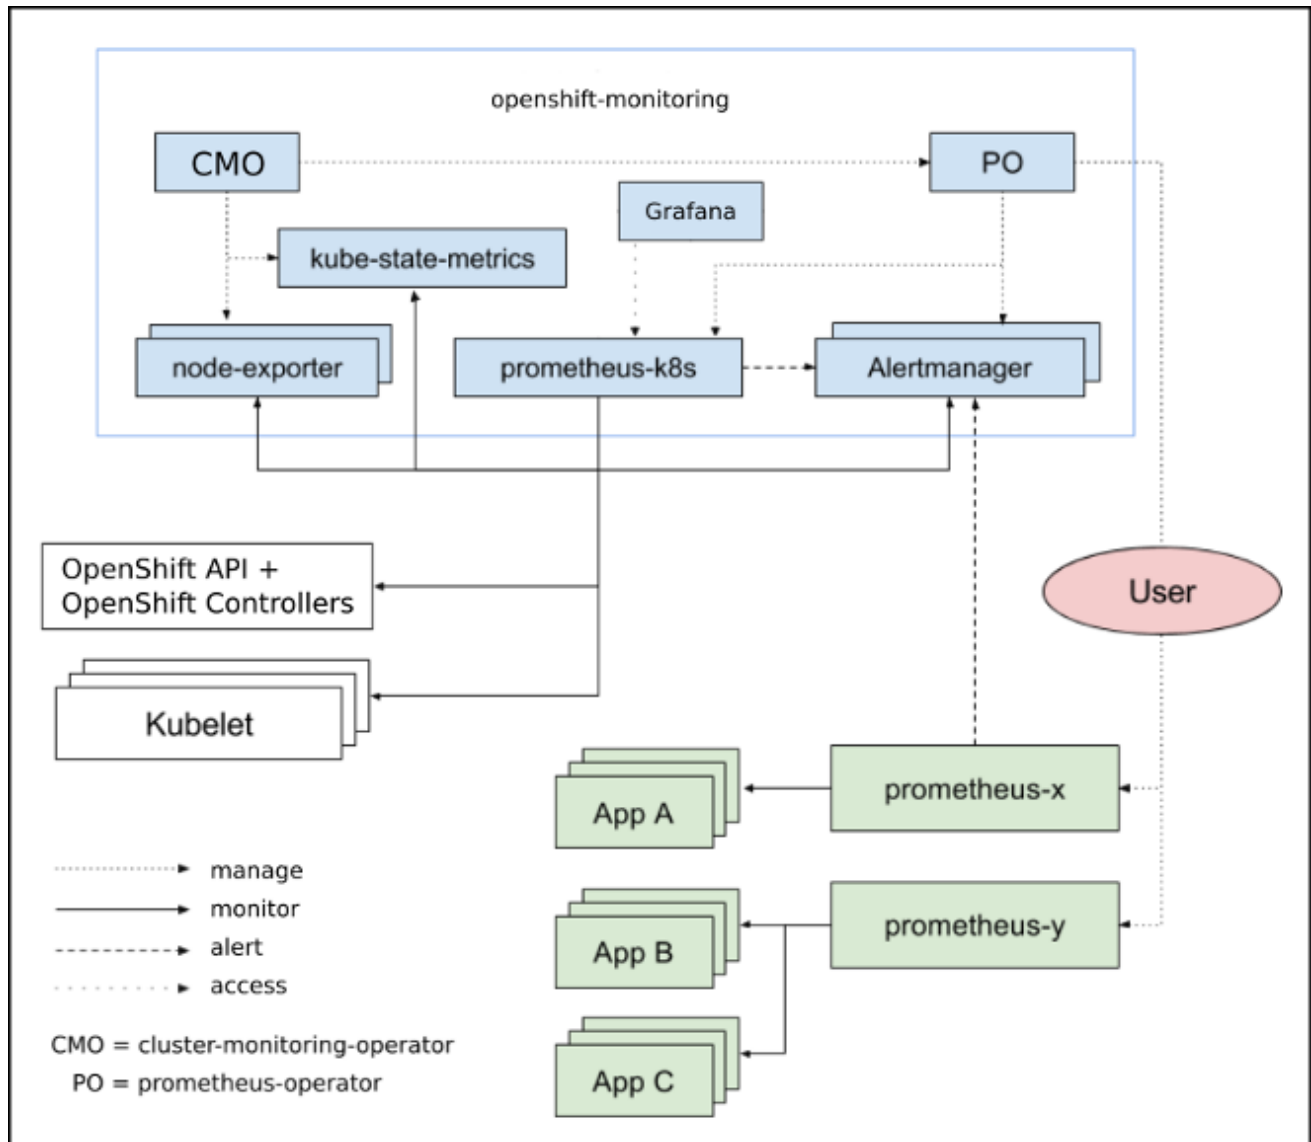 openshift-monitoring
CMO
PO
Grafana
kube-state-metrics
node-exporter
prometheus-k8s
Alertmanager
OpenShift API +
OpenShift Controllers
User
Kubelet
prometheus-x
App A
manage
monitor
prometheus-y
alert
App B
access
CMO = cluster-monitoring-operator
PO = prometheus-operator
App C